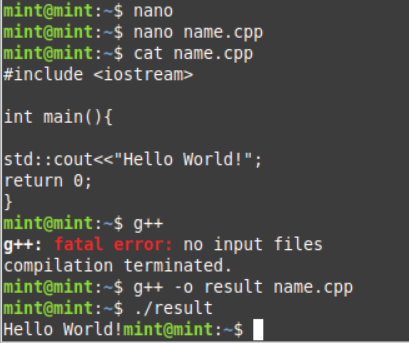 mint@mint:~$ nano
mint@mint:~$ nano name.cpp
mint@mint:~$ cat name.cpp
#include <iostream>
int main(){
std::cout<<"Hello World!";
return 0;
}
mint@mint:~$ g++
g++: fatal error: no input files
compilation terminated.
mint@mint:~$ g++ -o result name.cpp
mint@mint:~$ ./result
Hello World!mint@mint:~$